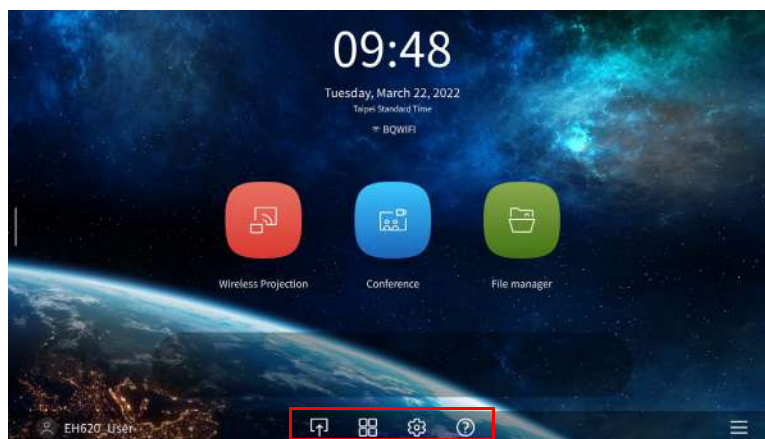 09:48
Tuesday, March 22, 2022
Taipei Standard Time
BQWIFI
Wireless Projection
Conference
File manager
EH620_User